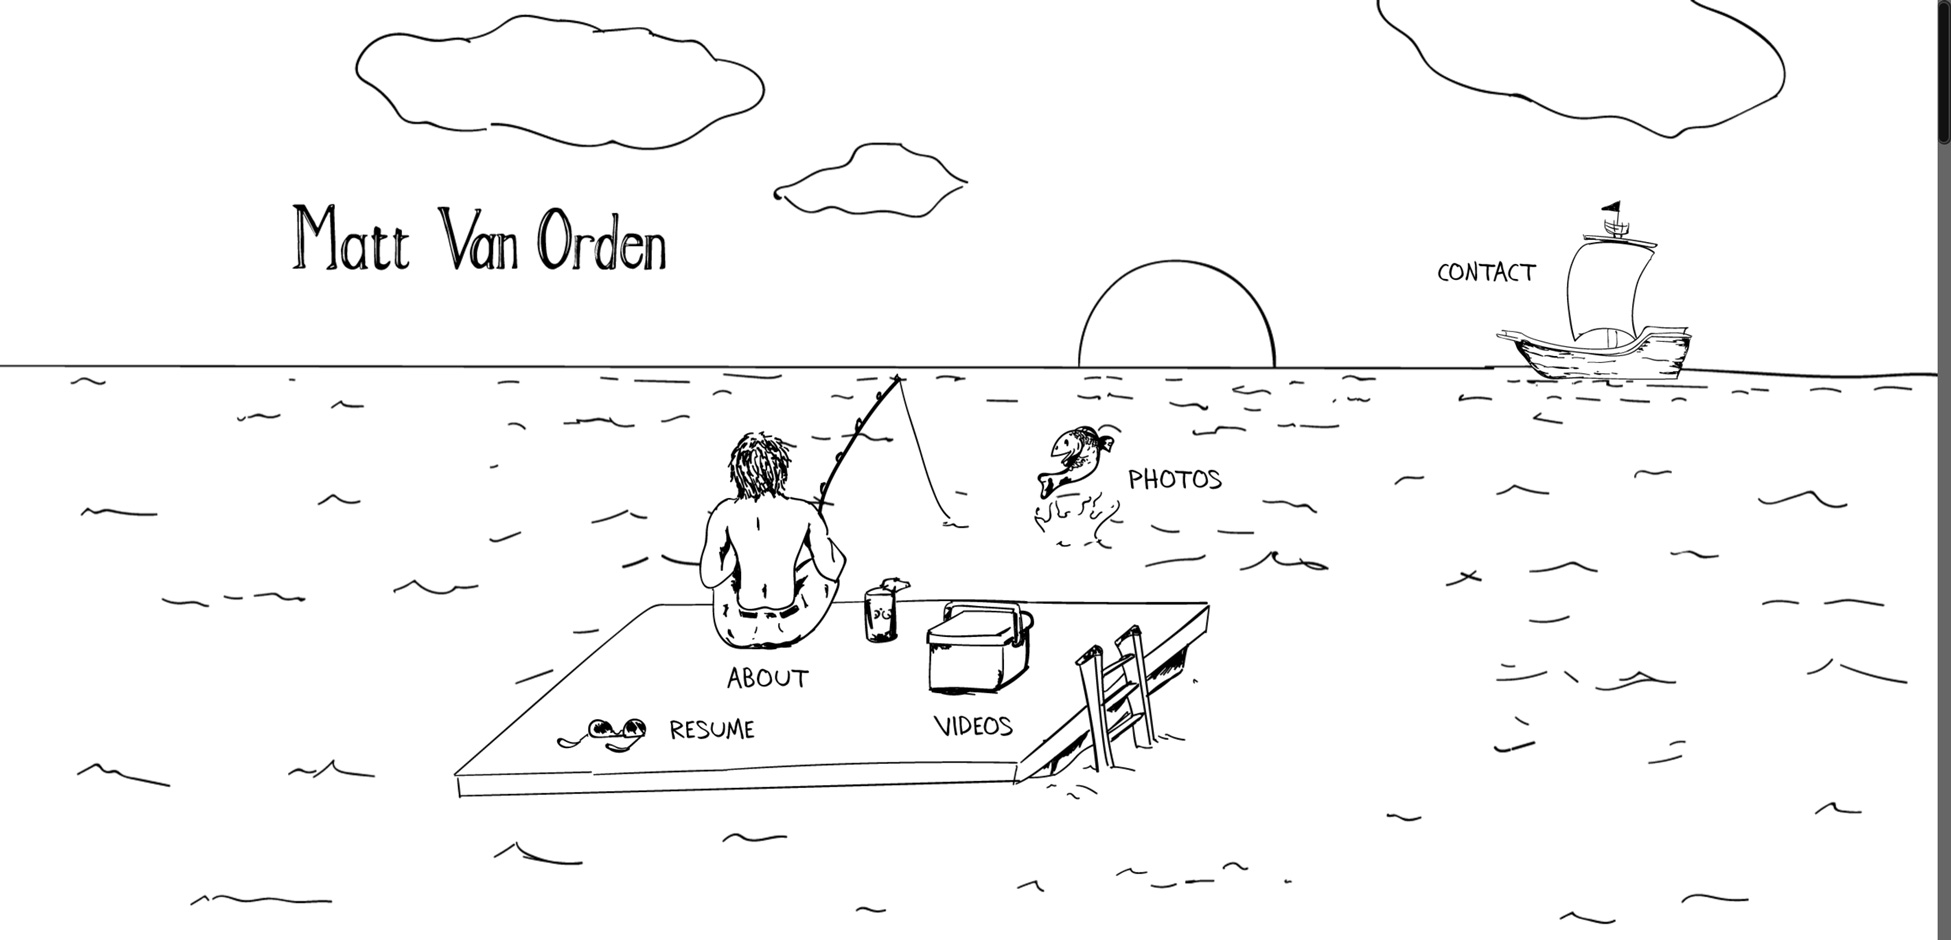 Matt Van Orden
CONTACT
PHOTOS
ABOUT
RESUME
VIDEOS